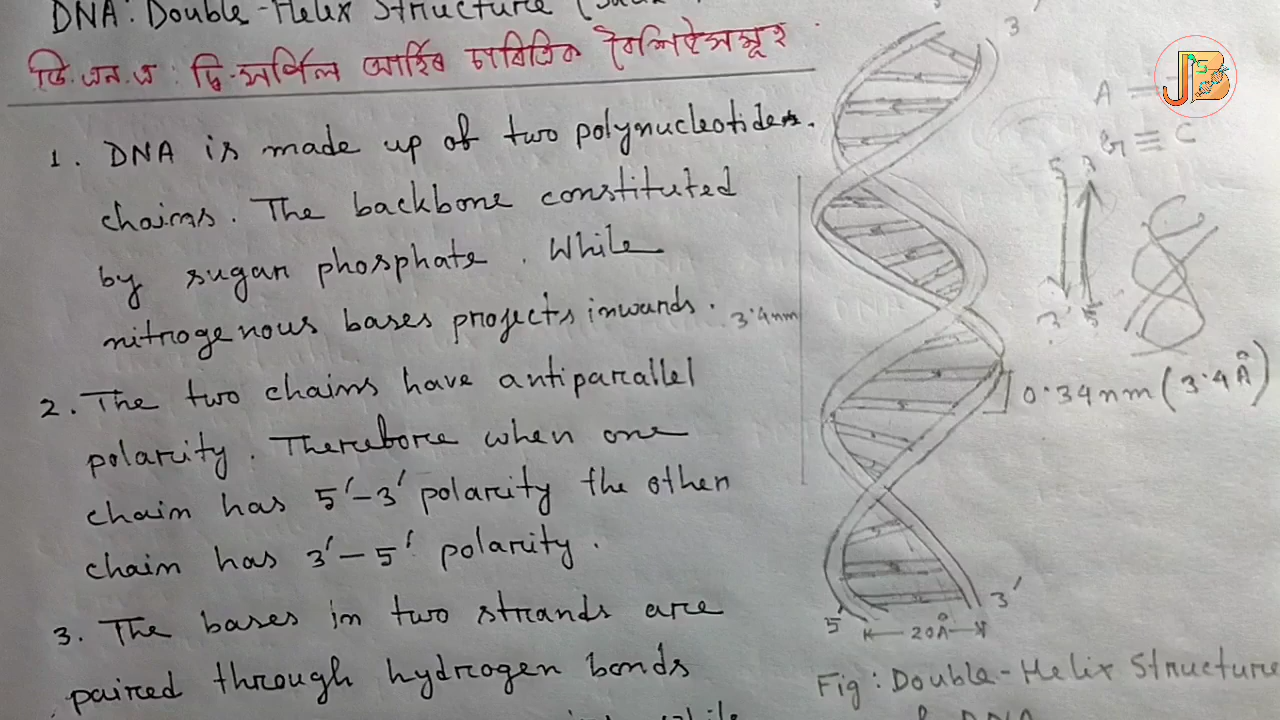 DNA: Double-Helix Structure
ডি.এন.এ : দ্বি-সর্পিল
1. DNA is made up of two polynucleotide
chains. The backbone constituted
by sugar phosphate. While
nitrogenous bases projects inwards.
2. The two chains have antiparallel
polarity. Therefore when one
chain has 5'-3' polarity the other
chain has 3'-5' polarity.
3. The bases in two strands are
paired through hydrogen bonds
while
3
A =
G ≡ C
5 3
3' 5'
3.4nm
0.34nm (3.4Å)
5' 3'
20Å
Fig: Double-Helix Structure
DNA
JB